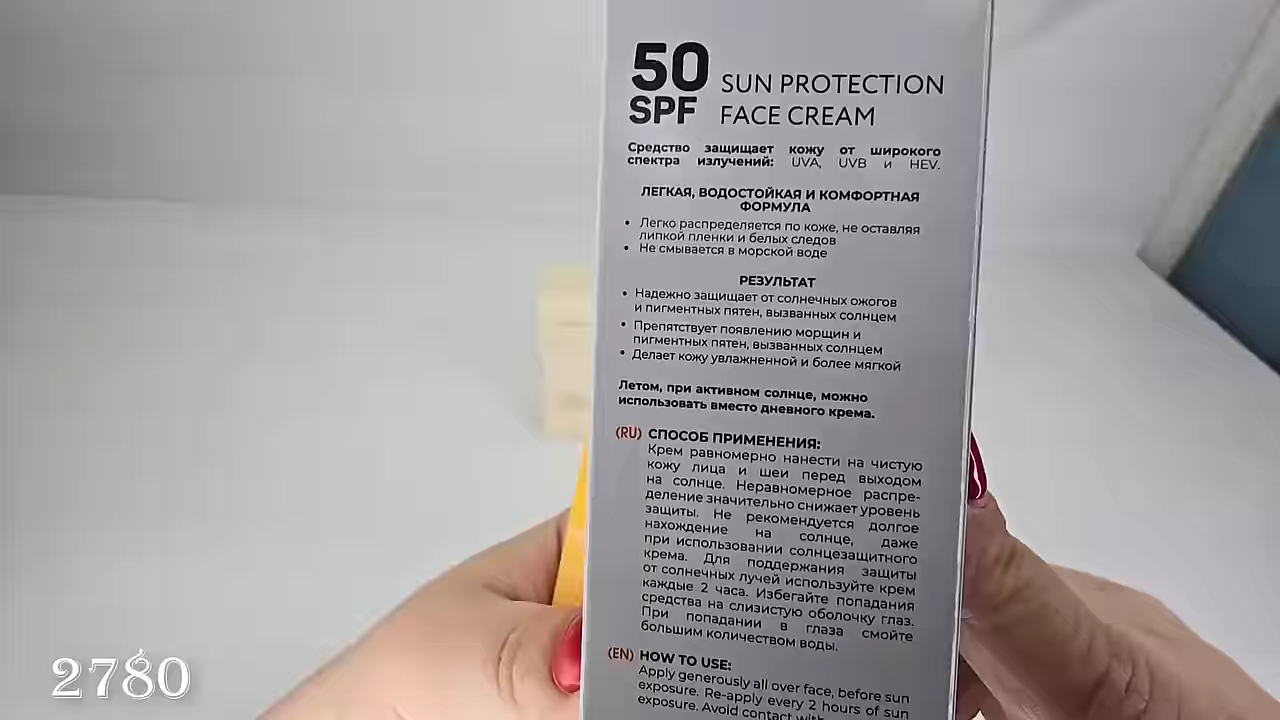 50 SUN PROTECTION
SPF FACE CREAM
Средство защищает кожу от широкого
спектра излучений: UVA, UVB и HEV.
ЛЕГКАЯ, ВОДОСТОЙКАЯ И КОМФОРТНАЯ
ФОРМУЛА
• Легко распределяется по коже, не оставляя
липкой пленки и белых следов
• Не смывается в морской воде
РЕЗУЛЬТАТ
• Надежно защищает от солнечных ожогов
и пигментных пятен, вызванных солнцем
• Препятствует появлению морщин и
пигментных пятен, вызванных солнцем
• Делает кожу увлажненной и более мягкой
Летом, при активном солнце, можно
использовать вместо дневного крема.
(RU) СПОСОБ ПРИМЕНЕНИЯ:
Крем равномерно нанести на чистую
кожу лица и шеи перед выходом
на солнце. Неравномерное распре-
деление значительно снижает уровень
защиты. Не рекомендуется долгое
нахождение на солнце, даже
при использовании солнцезащитного
крема. Для поддержания защиты
от солнечных лучей используйте крем
каждые 2 часа. Избегайте попадания
средства на слизистую оболочку глаз.
При попадании в глаза смойте
большим количеством воды.
(EN) HOW TO USE:
Apply generously all over face, before sun
exposure. Re-apply every 2 hours of sun
exposure. Avoid contact with
2780